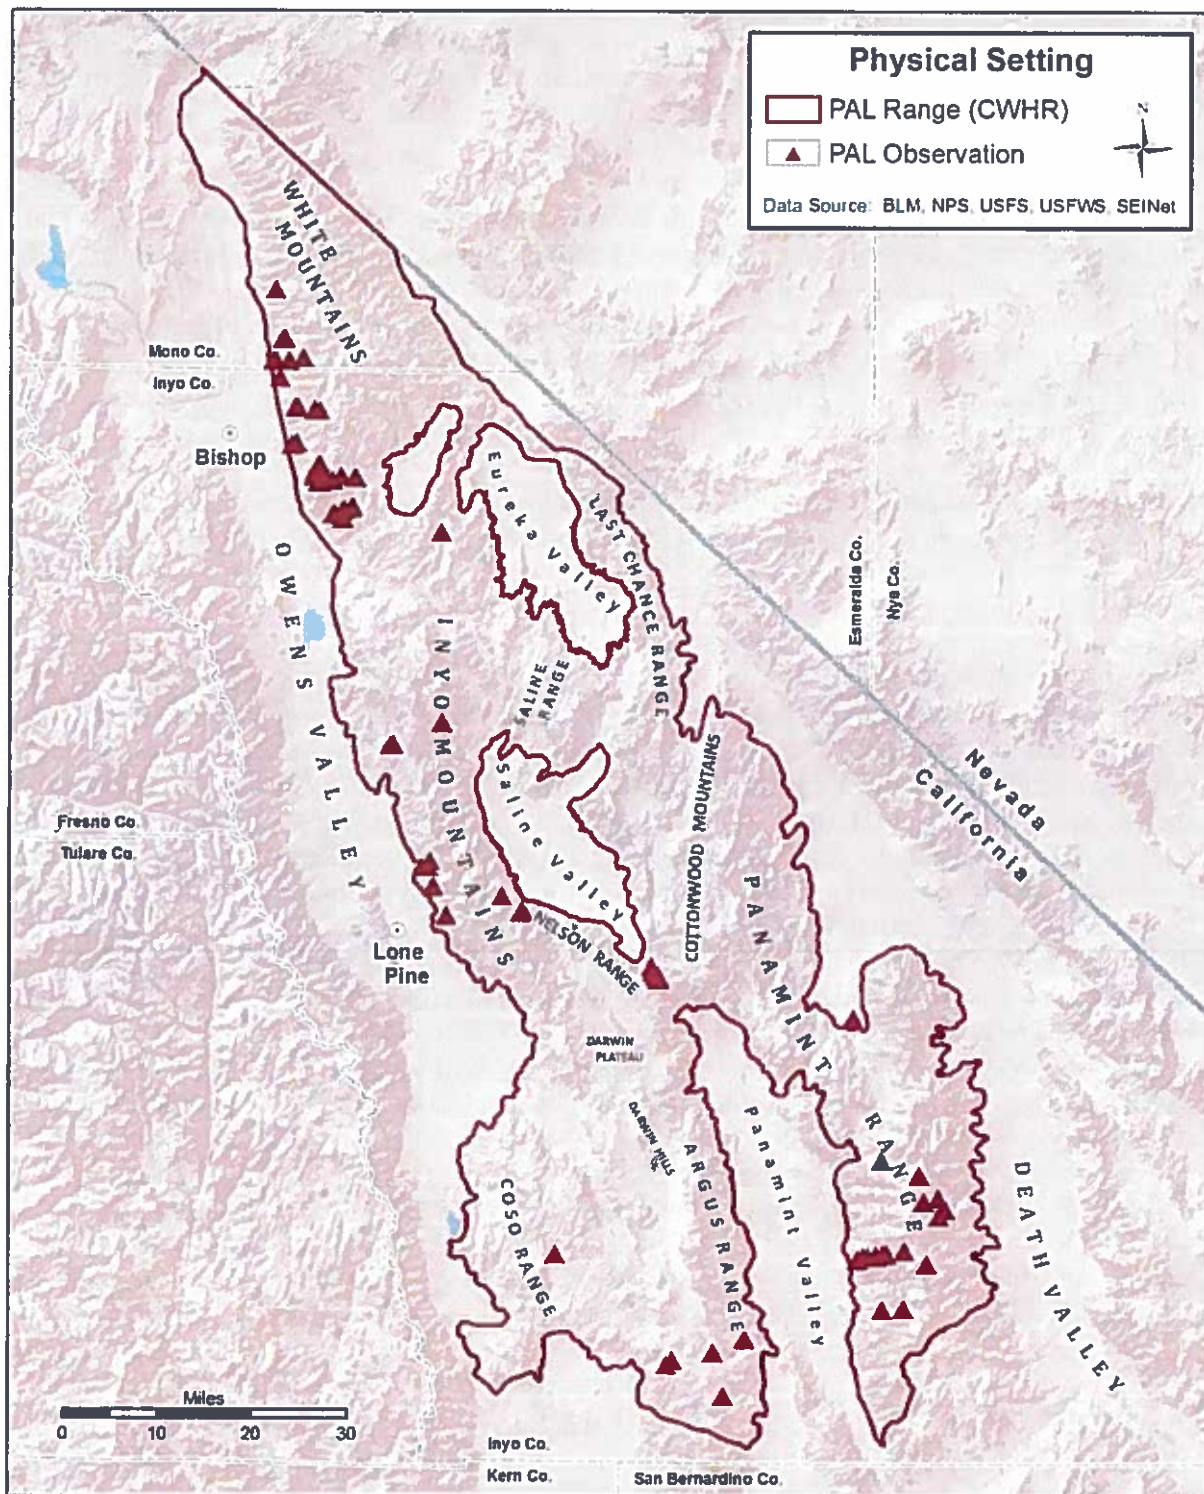 Physical Setting
PAL Range (CWHR)
PAL Observation
Data Source: BLM, NPS, USFS, USFWS, SEINet
N
WHITE
MOUNTAINS
Mono Co.
Inyo Co.
Bishop
Eureka Valley
LAST CHANCE RANGE
OWENS VALLEY
INYO MOUNTAINS
SALINE
RANGE
Esmeralda Co.
Nye Co.
Nevada
California
Saline Valley
COTTONWOOD MOUNTAINS
Fresno Co.
Tulare Co.
PANAMINT RANGE
NELSON RANGE
Lone
Pine
DARWIN
PLATEAU
DARWIN HILLS
ARGUS RANGE
Panamint Valley
COSO RANGE
DEATH VALLEY
Miles
0 10 20 30
Inyo Co.
Kern Co.
San Bernardino Co.